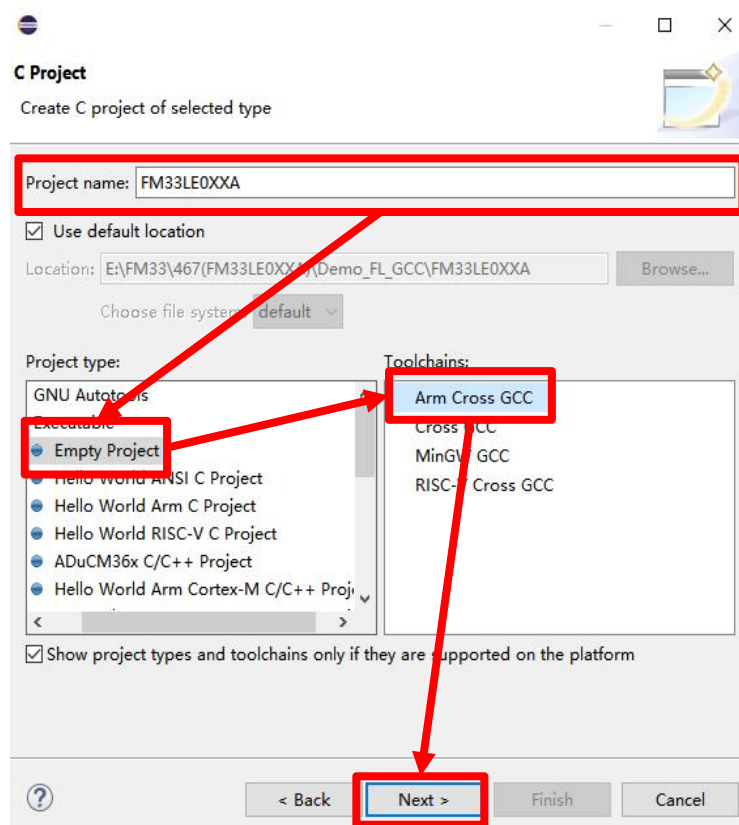 C Project
Create C project of selected type
Project name: FM33LE0XXA
Use default location
Location: E:\FM33\467(FM33LE0XXA)\Demo_FL_GCC\FM33LE0XXA Browse...
Choose file system: default
Project type:
GNU Autotools
Executable
Empty Project
Hello World ANSI C Project
Hello World Arm C Project
Hello World RISC-V C Project
ADuCM36x C/C++ Project
Hello World Arm Cortex-M C/C++ Proj
Toolchains:
Arm Cross GCC
Cross GCC
MinGW GCC
RISC-V Cross GCC
Show project types and toolchains only if they are supported on the platform
? < Back Next > Finish Cancel